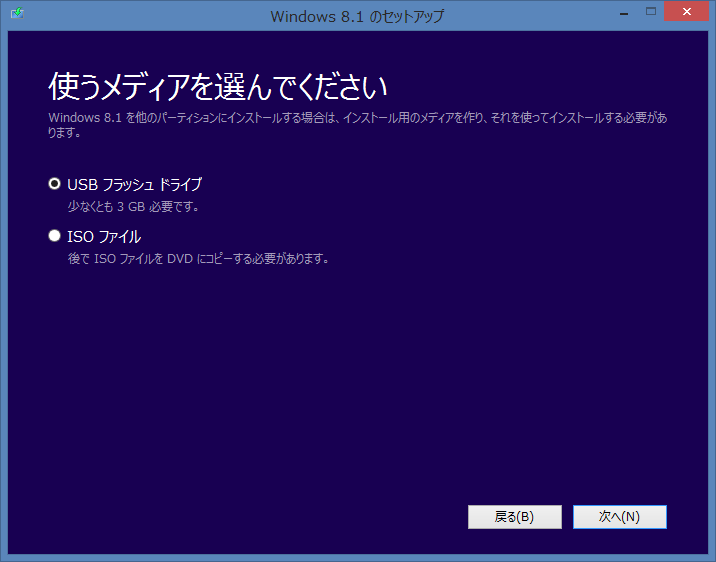 Windows 8.1 のセットアップ
使うメディアを選んでください
Windows 8.1 を他のパーティションにインストールする場合は、インストール用のメディアを作り、それを使ってインストールする必要があ
ります。
USB フラッシュ ドライブ
少なくとも 3 GB 必要です。
ISO ファイル
後で ISO ファイルを DVD にコピーする必要があります。
戻る(B) 次へ(N)